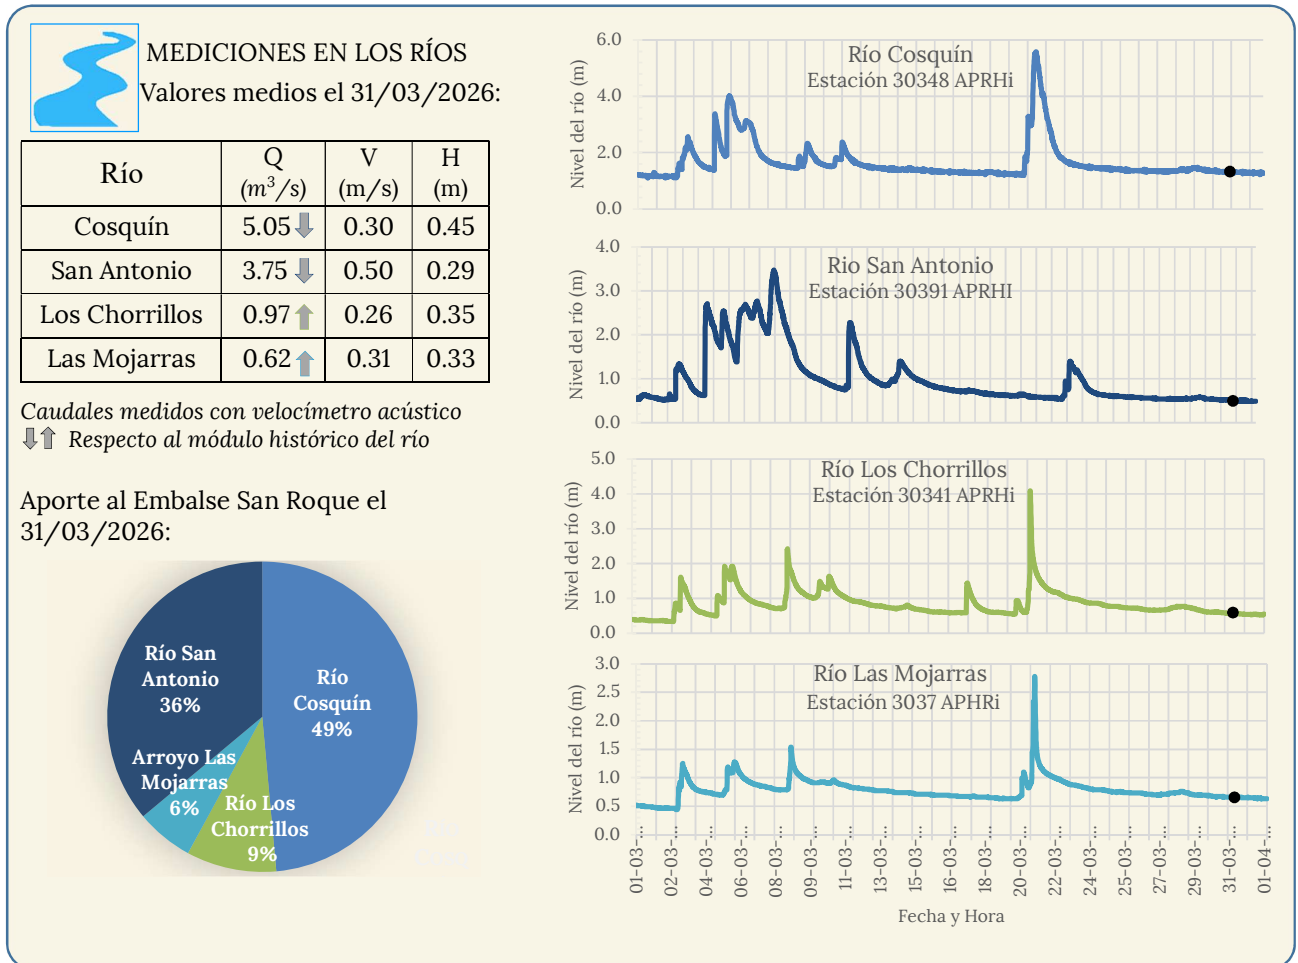 MEDICIONES EN LOS RÍOS
Valores medios el 31/03/2026:
Río Q (m³/s) V (m/s) H (m)
Cosquín 5.05 ⇩ 0.30 0.45
San Antonio 3.75 ⇩ 0.50 0.29
Los Chorrillos 0.97 ⇧ 0.26 0.35
Las Mojarras 0.62 ⇧ 0.31 0.33
Caudales medidos con velocímetro acústico
⇩⇧ Respecto al módulo histórico del río
Aporte al Embalse San Roque el
31/03/2026:
Río San
Antonio
36%
Río
Cosquín
49%
Arroyo Las
Mojarras
6%
Río Los
Chorrillos
9%
Río Cosquín
Estación 30348 APRHi
Nivel del río (m)
6.0
4.0
2.0
0.0
Rio San Antonio
Estación 30391 APRHI
Nivel del río (m)
4.0
3.0
2.0
1.0
0.0
Río Los Chorrillos
Estación 30341 APRHi
Nivel del río (m)
5.0
4.0
3.0
2.0
1.0
0.0
Río Las Mojarras
Estación 3037 APHRi
Nivel del río (m)
3.0
2.5
2.0
1.5
1.0
0.5
0.0
01-03…
02-03…
04-03…
06-03…
08-03…
09-03…
11-03…
13-03…
15-03…
16-03…
18-03…
20-03…
22-03…
24-03…
25-03…
27-03…
29-03…
31-03…
01-04…
Fecha y Hora